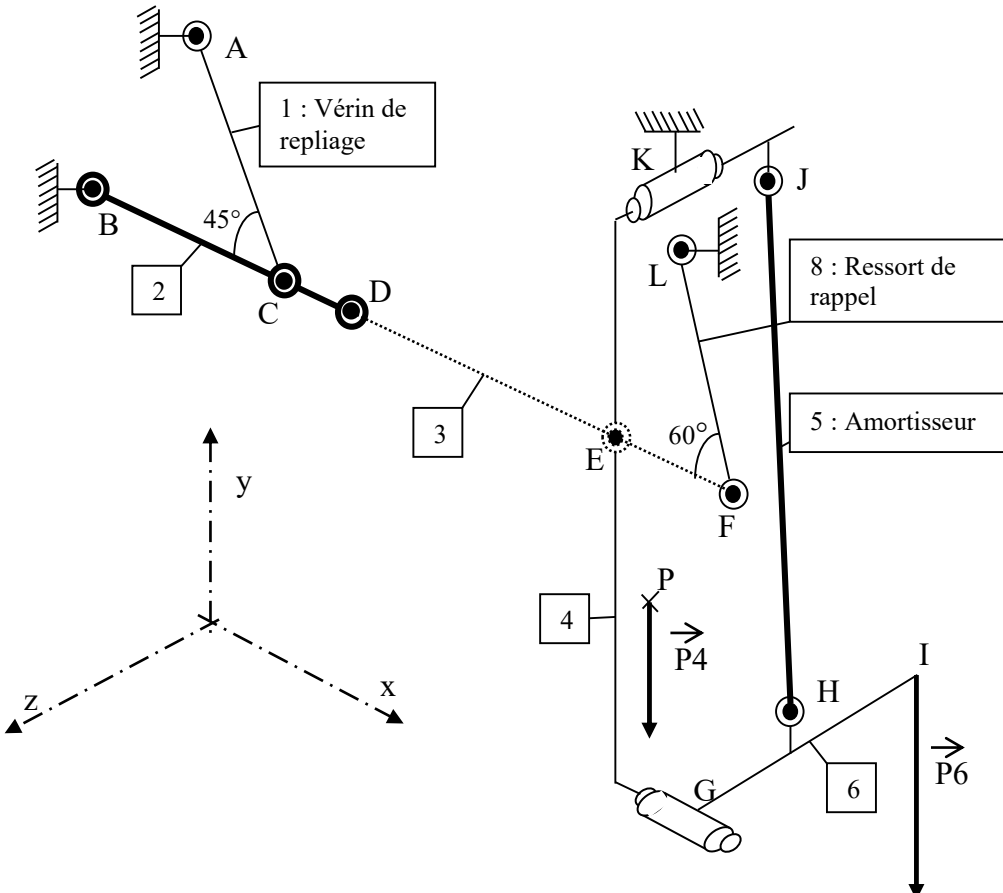 A
1 : Vérin de
repliage
K
J
B
45°
L
8 : Ressort de
rappel
2
C
D
3
60°
5 : Amortisseur
E
F
y
P
4
P4
I
z
x
H
G
6
P6